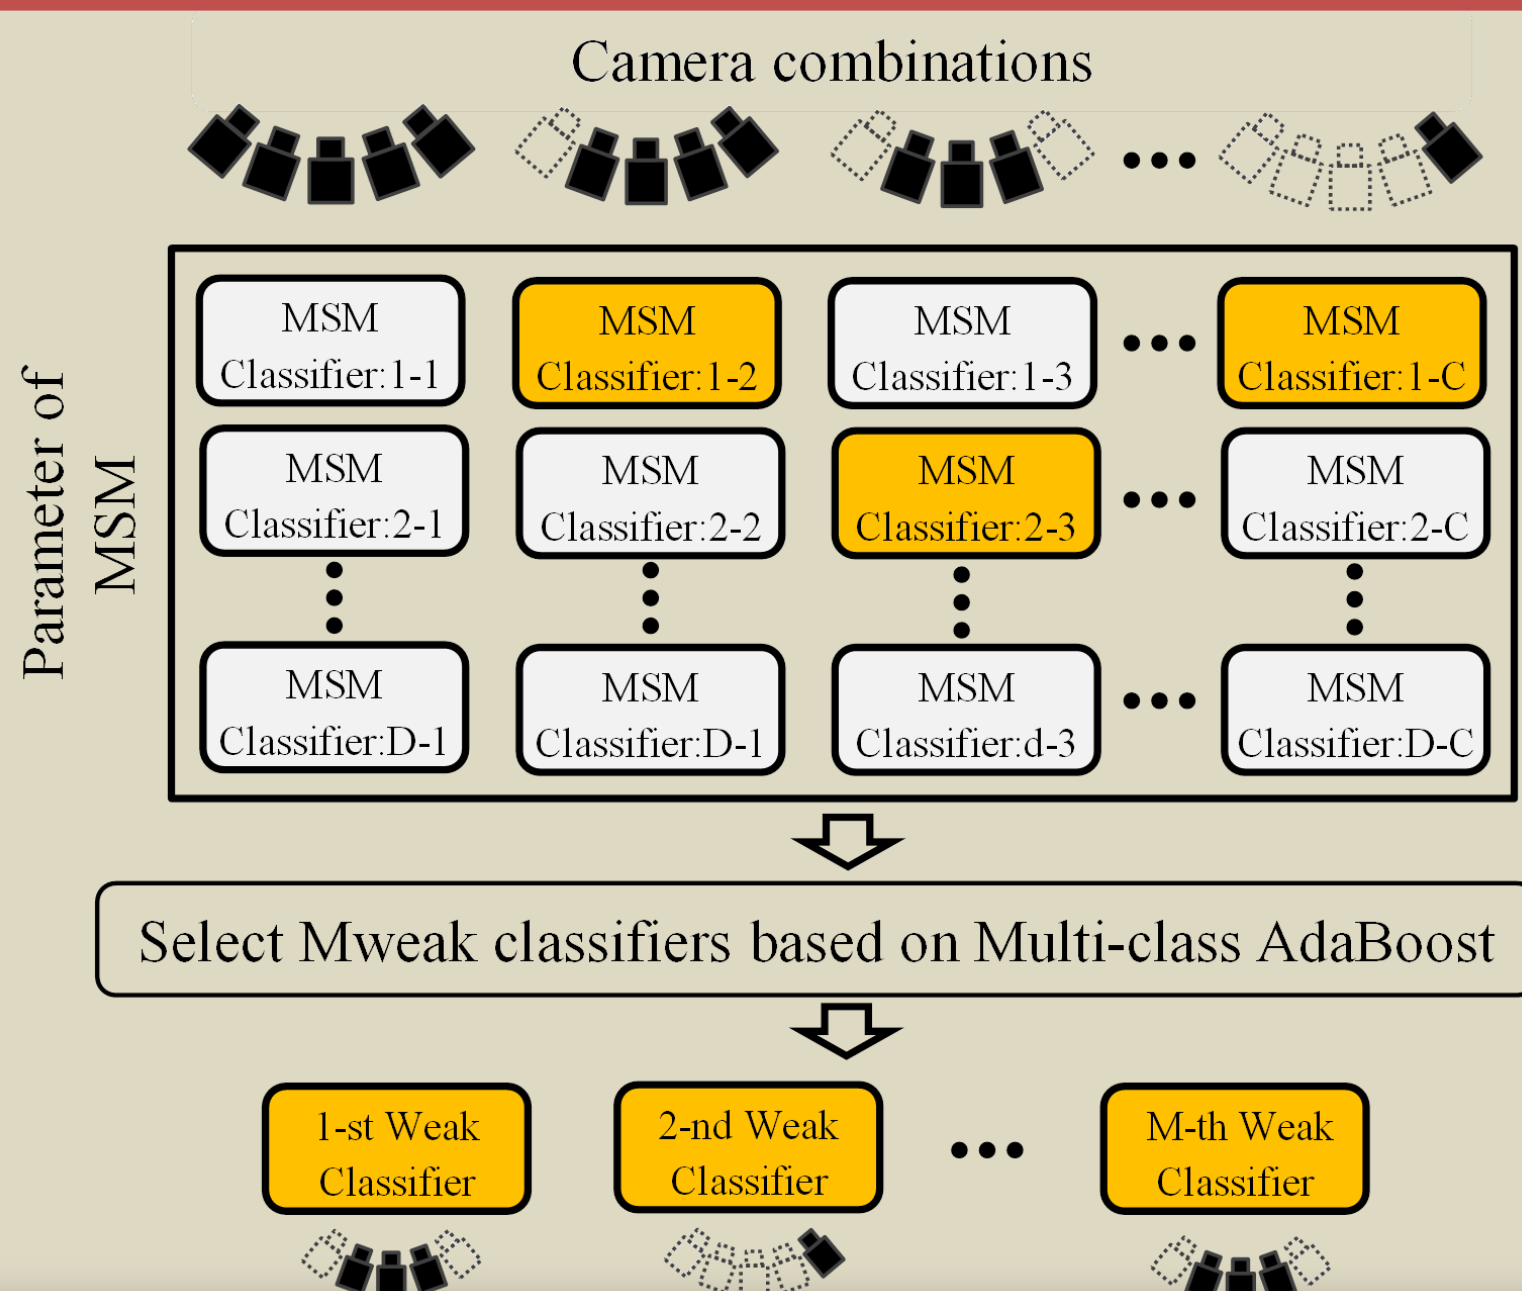 Camera combinations
Parameter of
MSM
MSM
Classifier:1-1
MSM
Classifier:1-2
MSM
Classifier:1-3
MSM
Classifier:1-C
MSM
Classifier:2-1
MSM
Classifier:2-2
MSM
Classifier:2-3
MSM
Classifier:2-C
MSM
Classifier:D-1
MSM
Classifier:D-1
MSM
Classifier:d-3
MSM
Classifier:D-C
Select Mweak classifiers based on Multi-class AdaBoost
1-st Weak
Classifier
2-nd Weak
Classifier
M-th Weak
Classifier